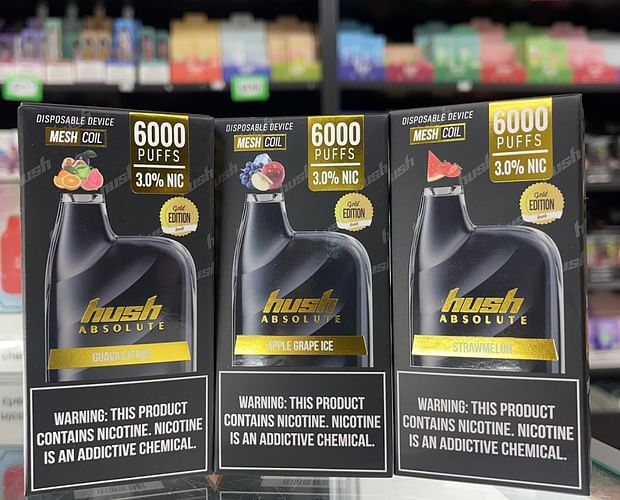 DISPOSABLE DEVICE
MESH COIL
6000
PUFFS
3.0% NIC
Gold
EDITION
hush
ABSOLUTE
GUAVA CITRUS
WARNING: THIS PRODUCT
CONTAINS NICOTINE. NICOTINE
IS AN ADDICTIVE CHEMICAL.
DISPOSABLE DEVICE
MESH COIL
6000
PUFFS
3.0% NIC
Gold
EDITION
hush
ABSOLUTE
APPLE GRAPE ICE
WARNING: THIS PRODUCT
CONTAINS NICOTINE. NICOTINE
IS AN ADDICTIVE CHEMICAL.
DISPOSABLE DEVICE
MESH COIL
6000
PUFFS
3.0% NIC
Gold
EDITION
hush
ABSOLUTE
STRAWMELON
WARNING: THIS PRODUCT
CONTAINS NICOTINE. NICOTINE
IS AN ADDICTIVE CHEMICAL.